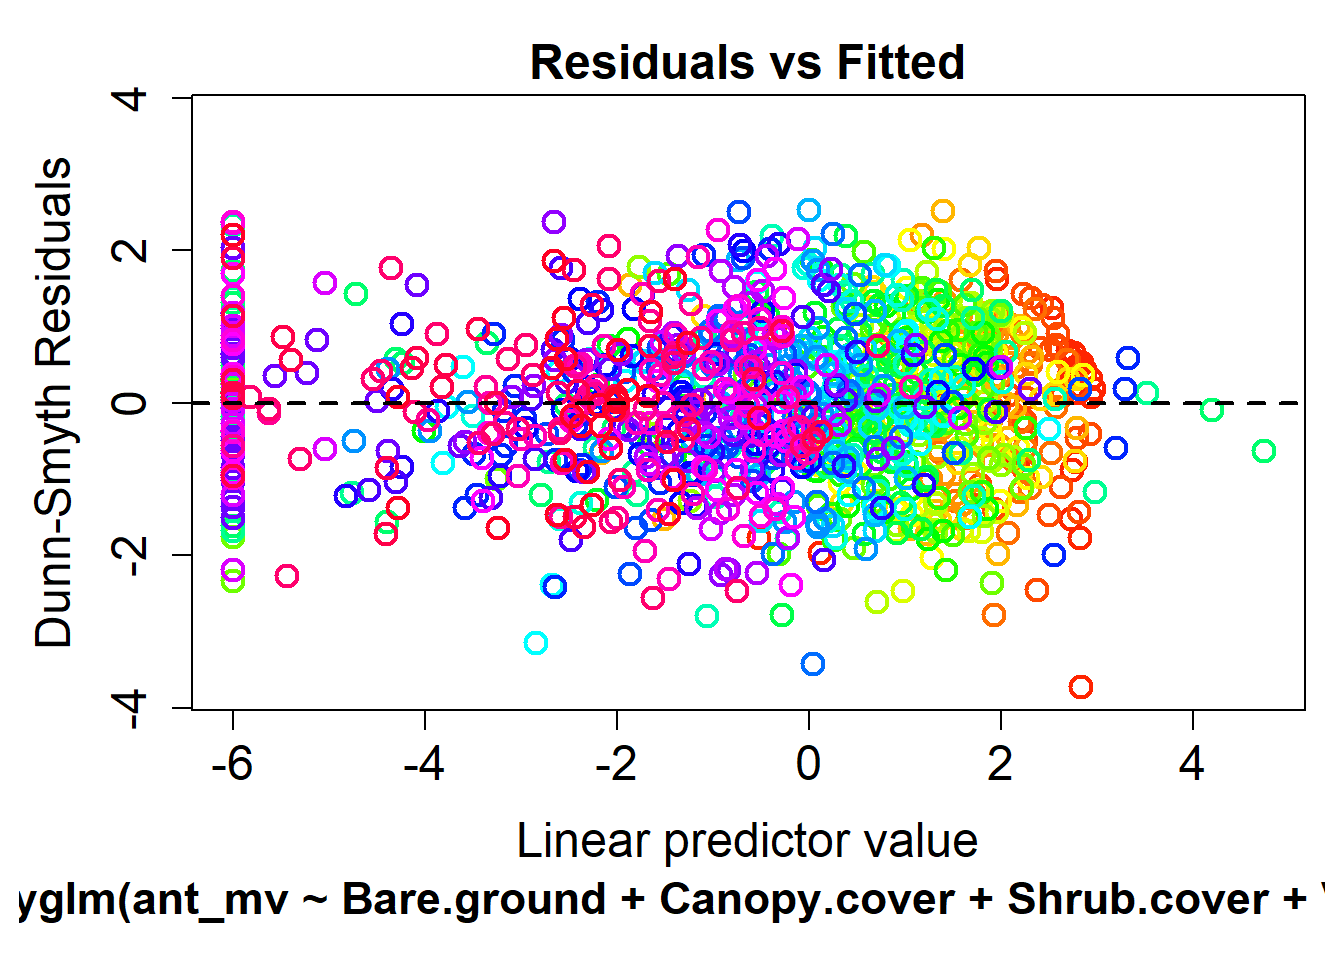 Residuals vs Fitted
Dunn-Smyth Residuals
4
2
0
-2
-4
-6 -4 -2 0 2 4
Linear predictor value
yglm(ant_mv ~ Bare.ground + Canopy.cover + Shrub.cover +